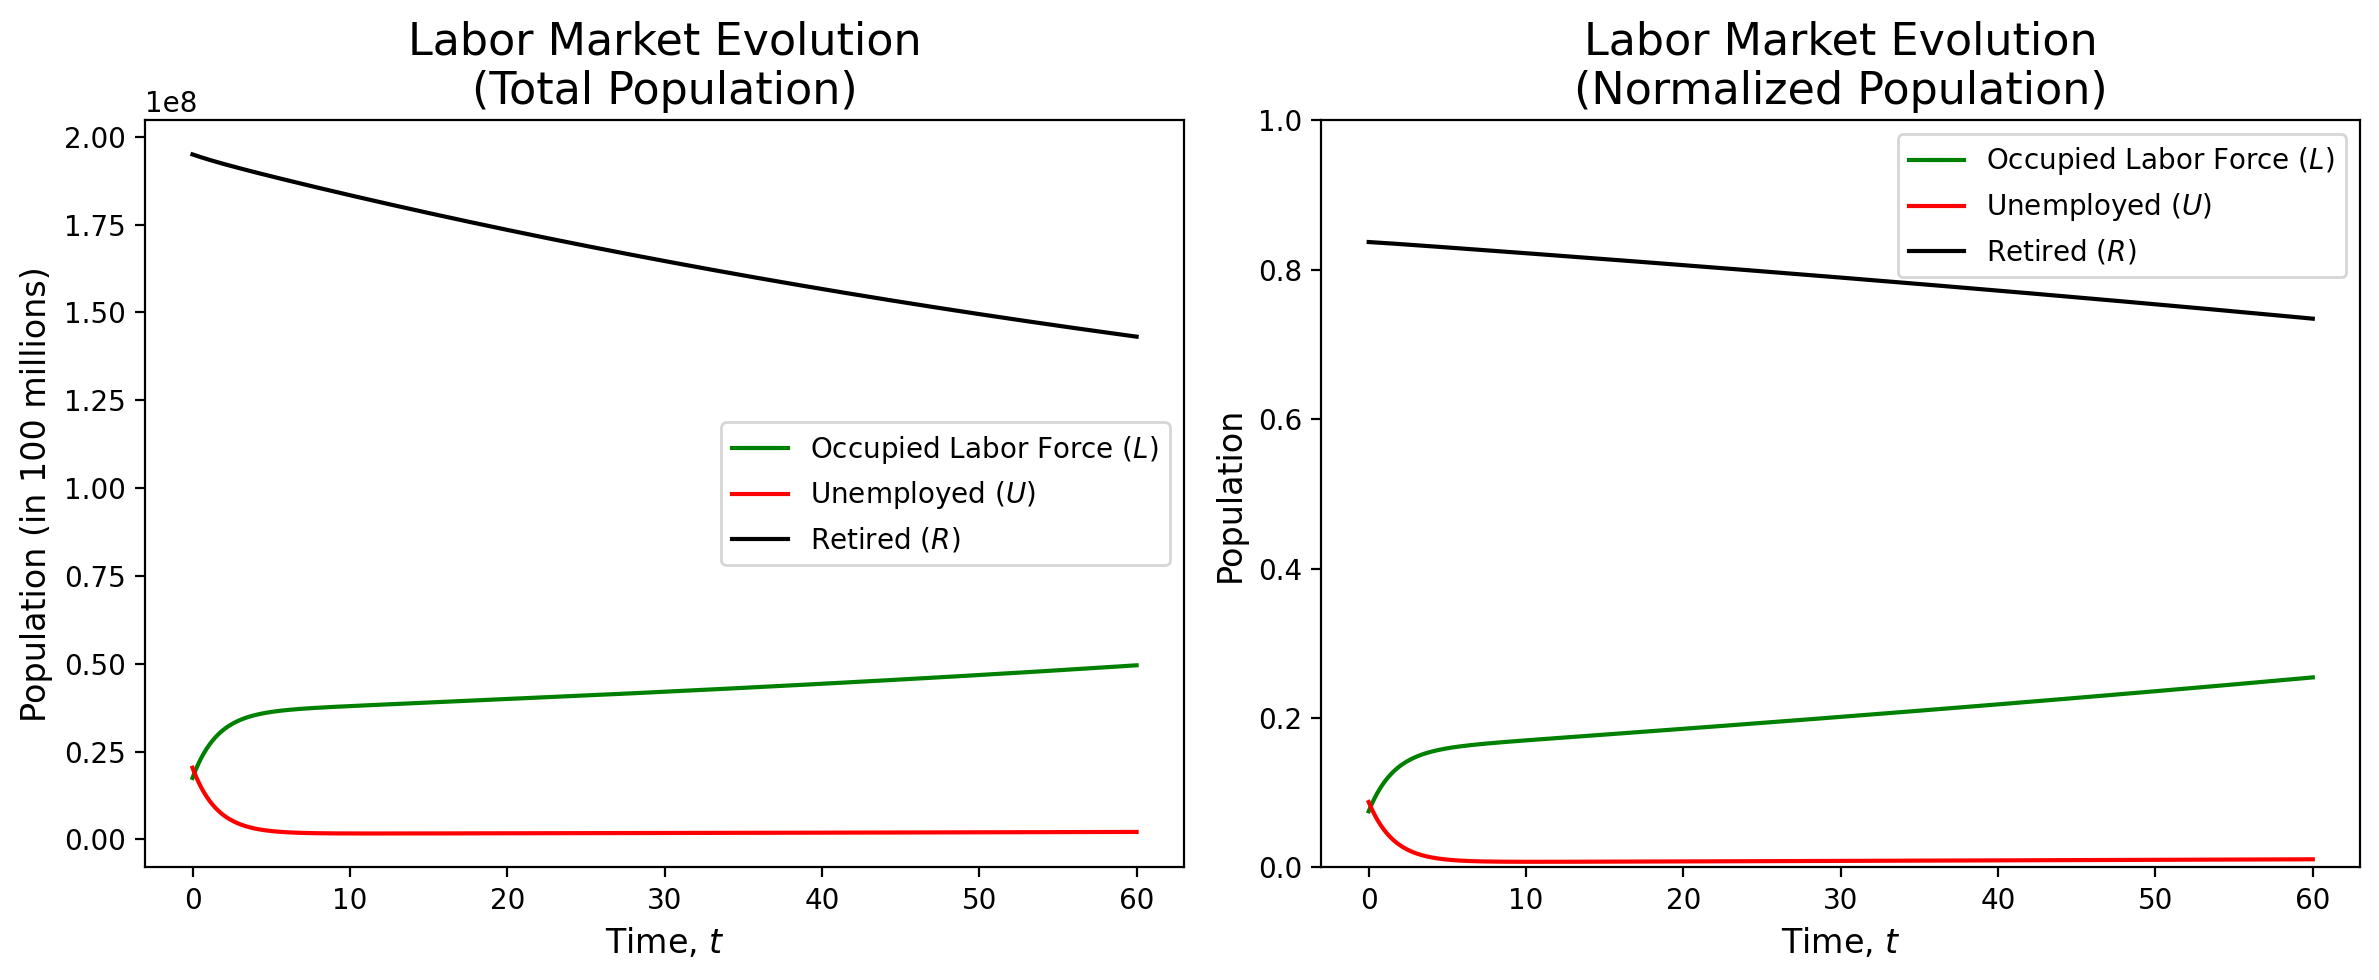 Labor Market Evolution
(Total Population)
1e8
2.00
1.75
1.50
1.25
1.00
0.75
0.50
0.25
0.00
Population (in 100 millions)
Occupied Labor Force (L)
Unemployed (U)
Retired (R)
0 10 20 30 40 50 60
Time, t
Labor Market Evolution
(Normalized Population)
1.0
0.8
0.6
0.4
0.2
0.0
Population
Occupied Labor Force (L)
Unemployed (U)
Retired (R)
0 10 20 30 40 50 60
Time, t